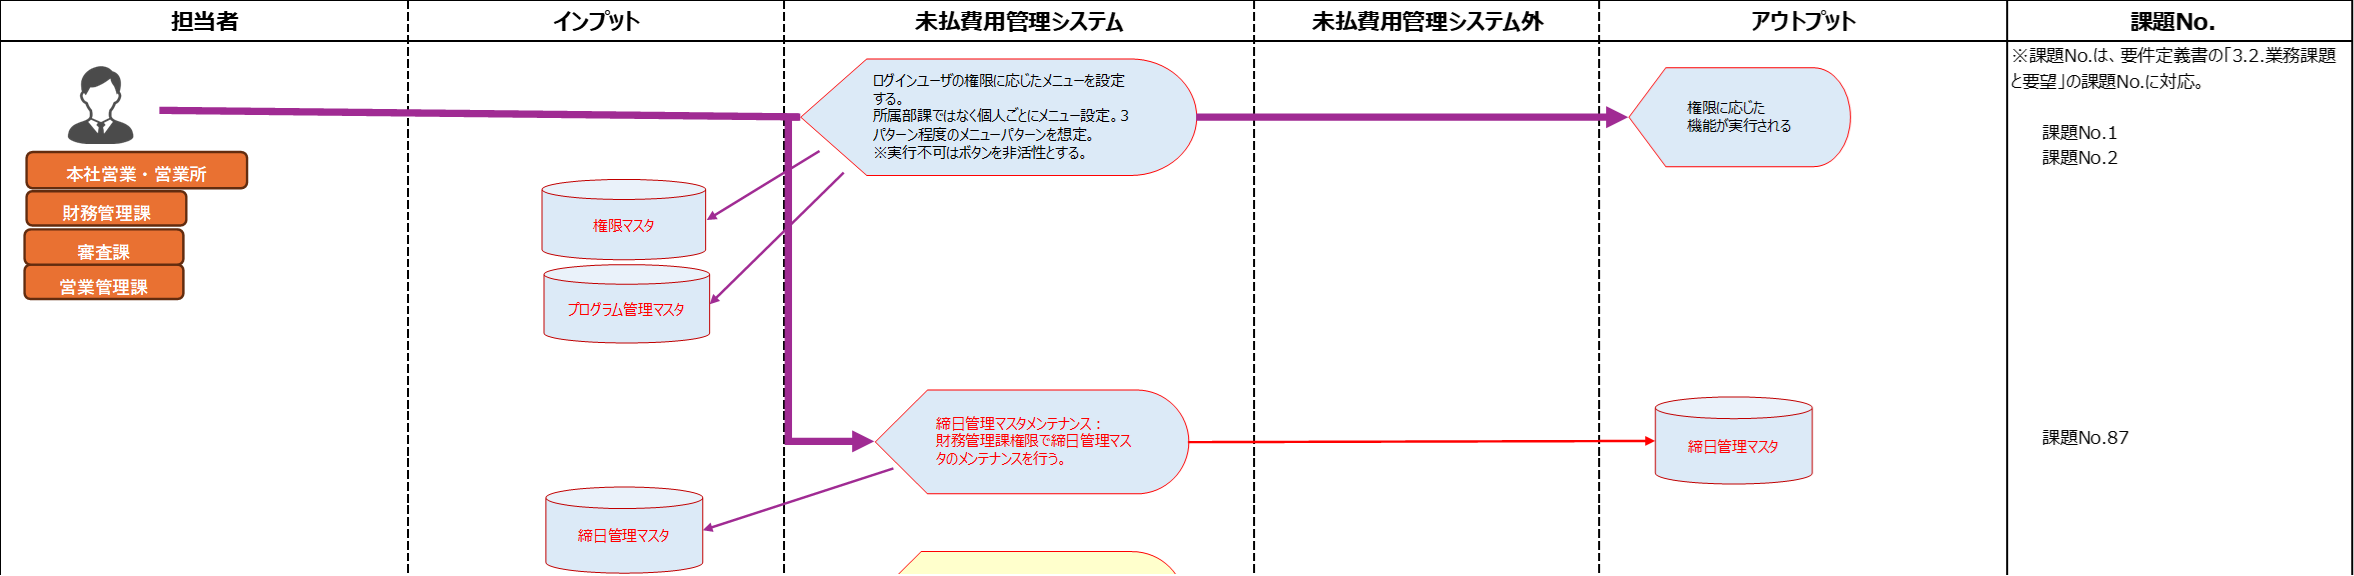 担当者
インプット
未払費用管理システム
未払費用管理システム外
アウトプット
課題No.
※課題No.は、要件定義書の「3.2.業務課題
と要望」の課題No.に対応。
ログインユーザの権限に応じたメニューを設定
する。
所属部課ではなく個人ごとにメニュー設定。3
パターン程度のメニューパターンを想定。
※実行不可はボタンを非活性とする。
権限に応じた
機能が実行される
課題No.1
課題No.2
本社営業・営業所
財務管理課
審査課
営業管理課
権限マスタ
プログラム管理マスタ
締日管理マスタメンテナンス：
財務管理課権限で締日管理マス
タのメンテナンスを行う。
締日管理マスタ
課題No.87
締日管理マスタ